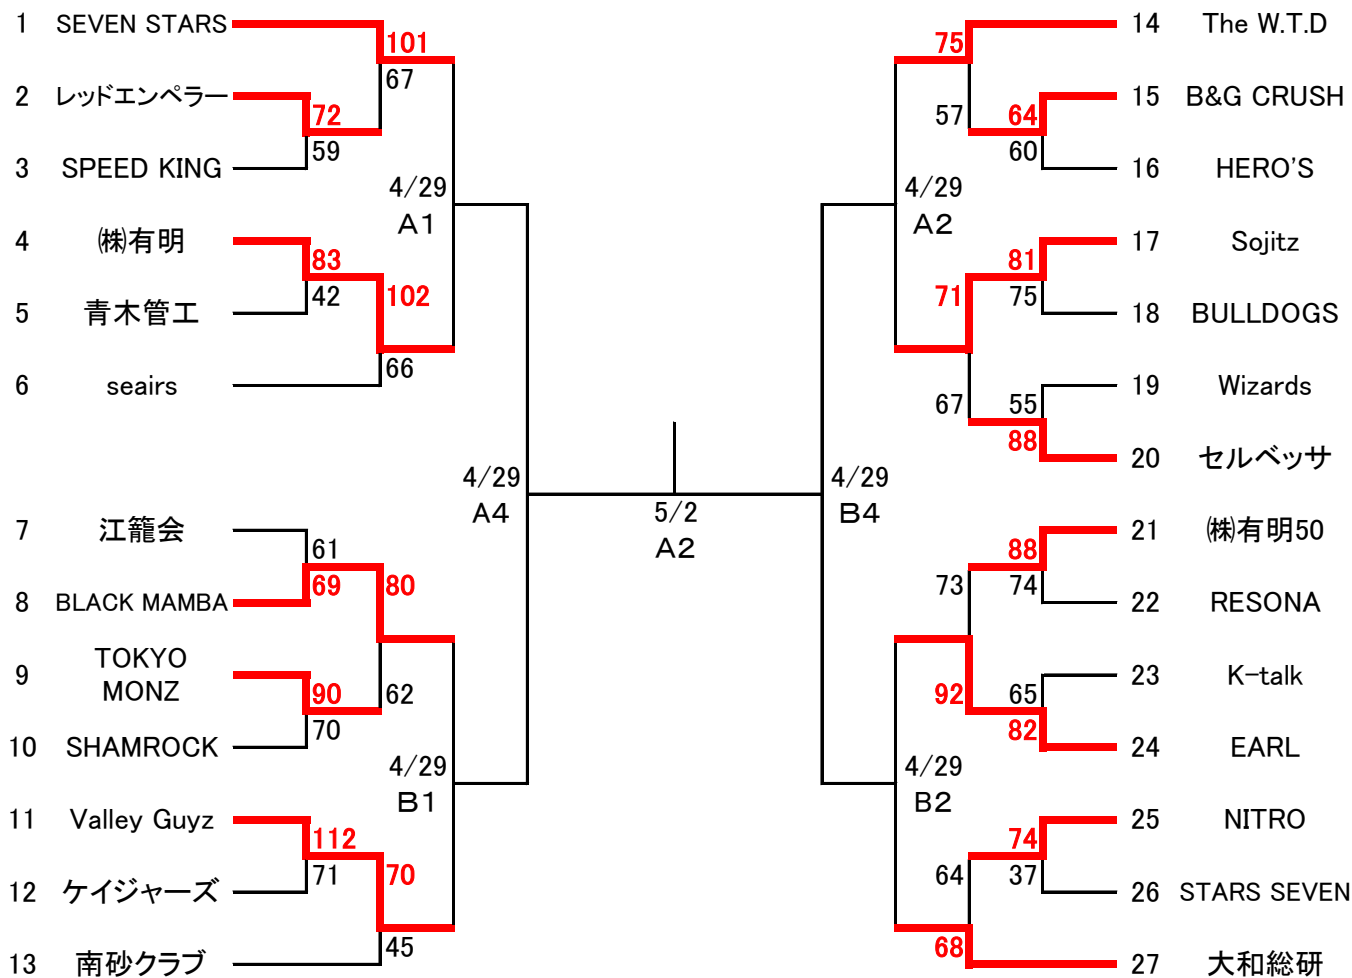 1 SEVEN STARS
101
67
2 レッドエンペラー
72
59
3 SPEED KING
4/29
A1
4 ㈱有明
83
42
102
5 青木管工
66
6 seairs
4/29
A4
7 江籠会
61
69
80
8 BLACK MAMBA
9 TOKYO
MONZ
90
70
62
10 SHAMROCK
4/29
B1
11 Valley Guyz
112
71
70
12 ケイジャーズ
45
13 南砂クラブ
5/2
A2
14 The W.T.D
75
57
15 B&G CRUSH
64
60
16 HERO'S
4/29
A2
17 Sojitz
81
75
71
18 BULLDOGS
67
19 Wizards
55
88
20 セルベッサ
4/29
B4
21 ㈱有明50
88
74
73
22 RESONA
23 K-talk
65
82
92
24 EARL
4/29
B2
25 NITRO
74
37
64
26 STARS SEVEN
68
27 大和総研